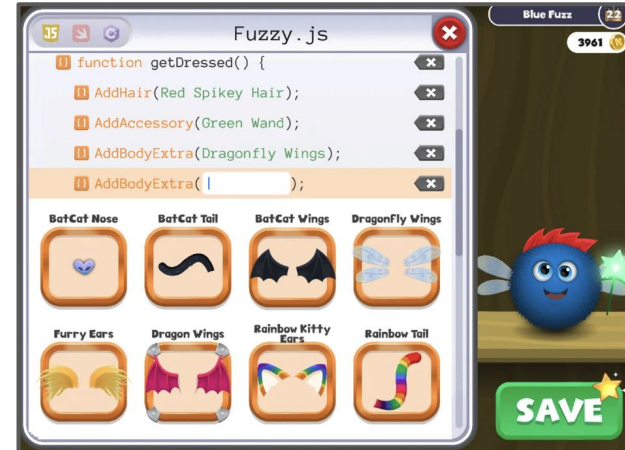 JS
Fuzzy.js
Blue Fuzz
22
3961
function getDressed() {
AddHair(Red Spikey Hair);
AddAccessory(Green Wand);
AddBodyExtra(Dragonfly Wings);
AddBodyExtra( );
BatCat Nose
BatCat Tail
BatCat Wings
DragonFly Wings
Furry Ears
Dragon Wings
Rainbow Kitty
Ears
Rainbow Tail
SAVE